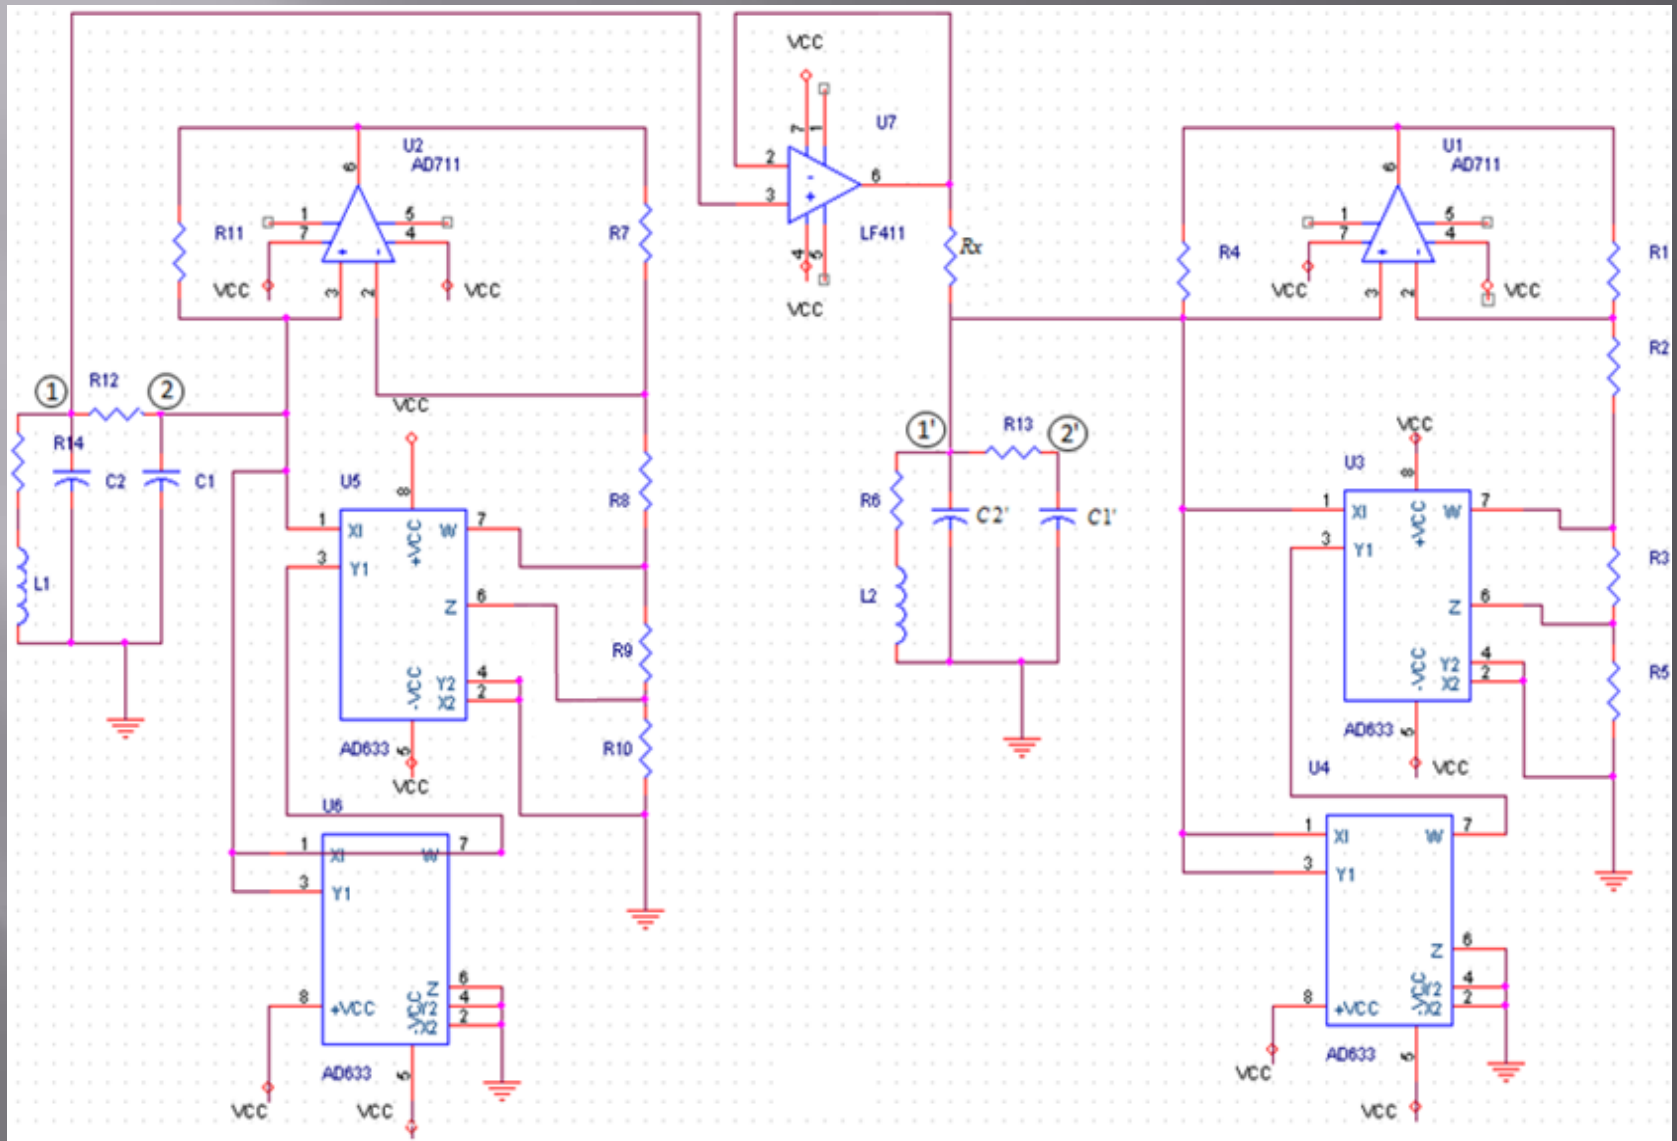 VCC
7
1
U7
2
-
3
+
6
LF411
4
5
VCC
Rx
U2
AD711
6
R11
1
7
5
4
+
-
3
2
VCC
VCC
R7
U1
AD711
6
R4
1
7
5
4
+
-
3
2
VCC
VCC
R1
R2
1
R12
2
R14
C2
C1
L1
VCC
U5
8
R8
1
XI
+VCC
W
7
3
Y1
Z
6
R9
-VCC
Y2
4
X2
2
AD633
5
R10
VCC
U6
1
XI
W
7
3
Y1
Z
6
8
+VCC
-VCC
Y2
4
X2
2
AD633
5
VCC
VCC
1'
R13
2'
R6
C2'
C1'
L2
VCC
U3
8
1
XI
+VCC
W
7
3
Y1
R3
Z
6
-VCC
Y2
4
X2
2
R5
AD633
5
U4
VCC
1
XI
W
7
3
Y1
Z
6
8
+VCC
-VCC
Y2
4
X2
2
AD633
5
VCC
VCC